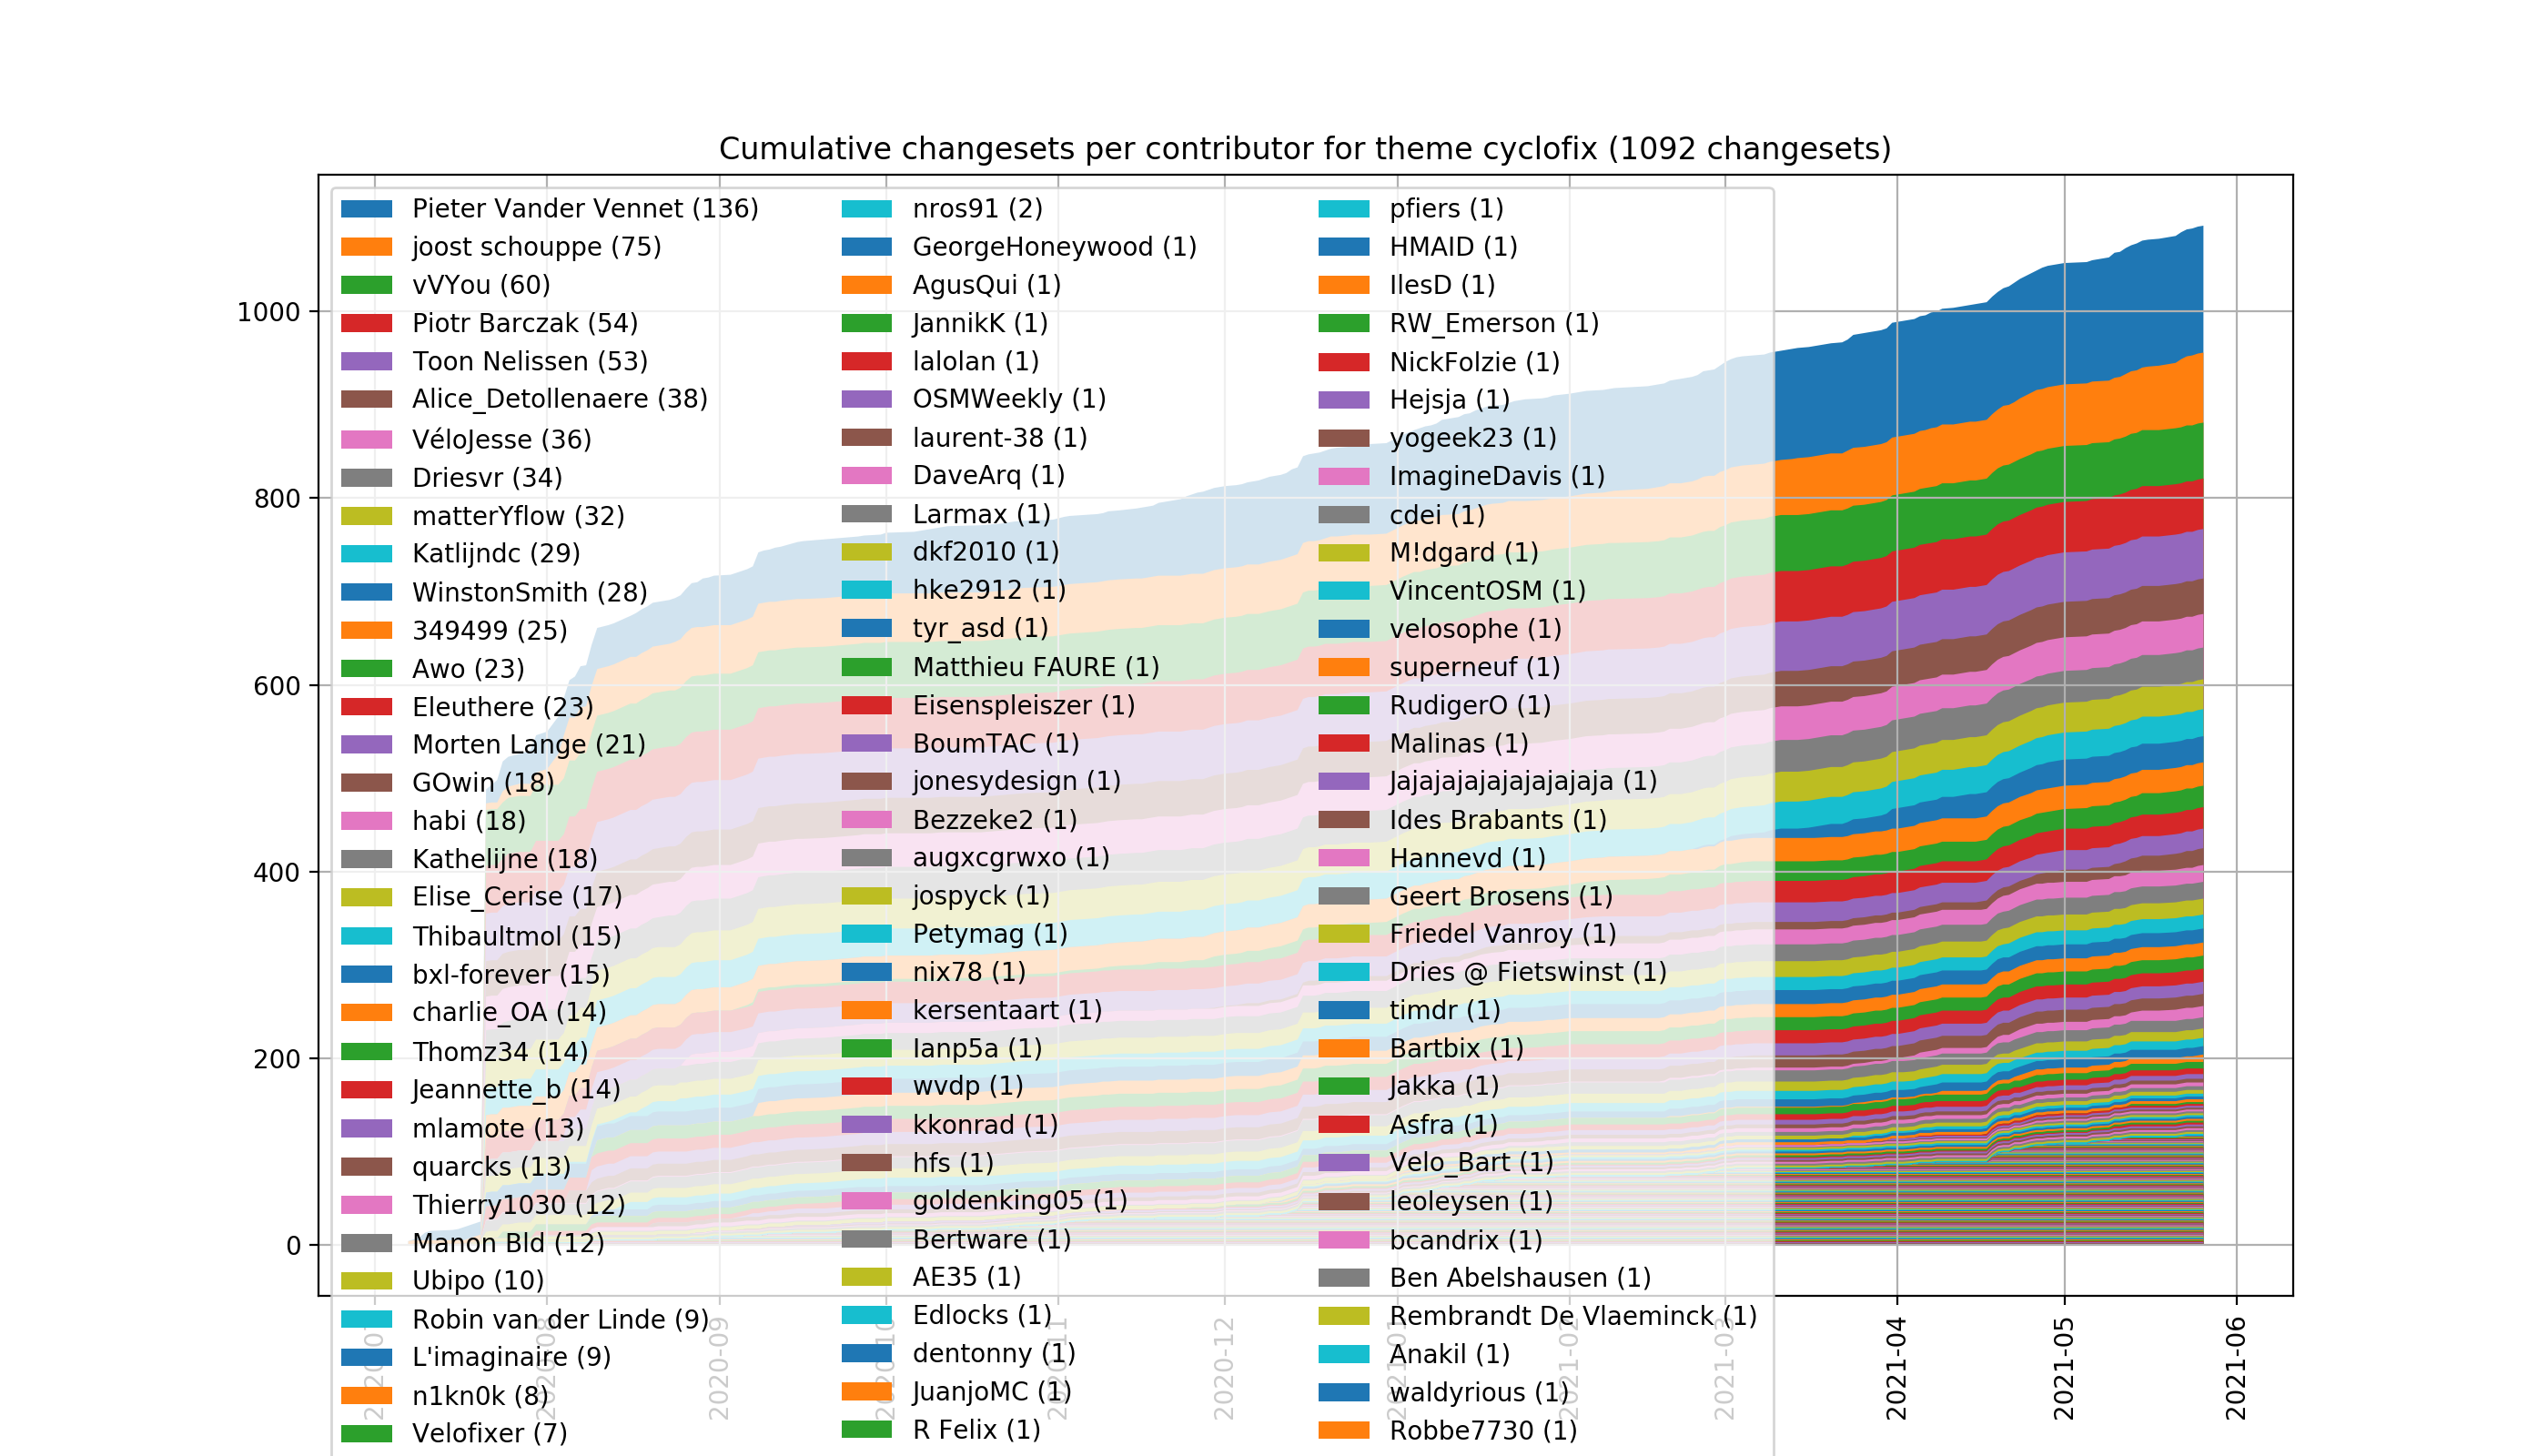 Cumulative changesets per contributor for theme cyclofix (1092 changesets)
1000
800
600
400
200
0
Pieter Vander Vennet (136)
joost schouppe (75)
vVYou (60)
Piotr Barczak (54)
Toon Nelissen (53)
Alice_Detollenaere (38)
VéloJesse (36)
Driesvr (34)
matterYflow (32)
Katlijndc (29)
WinstonSmith (28)
349499 (25)
Awo (23)
Eleuthere (23)
Morten Lange (21)
GOwin (18)
habi (18)
Kathelijne (18)
Elise_Cerise (17)
Thibaultmol (15)
bxl-forever (15)
charlie_OA (14)
Thomz34 (14)
Jeannette_b (14)
mlamote (13)
quarcks (13)
Thierry1030 (12)
Manon Bld (12)
Ubipo (10)
Robin van der Linde (9)
L'imaginaire (9)
n1kn0k (8)
Velofixer (7)
nros91 (2)
GeorgeHoneywood (1)
AgusQui (1)
JannikK (1)
lalolan (1)
OSMWeekly (1)
laurent-38 (1)
DaveArq (1)
Larmax (1)
dkf2010 (1)
hke2912 (1)
tyr_asd (1)
Matthieu FAURE (1)
Eisenspleiszer (1)
BoumTAC (1)
jonesydesign (1)
Bezzeke2 (1)
augxcgrwxo (1)
jospyck (1)
Petymag (1)
nix78 (1)
kersentaart (1)
Ianp5a (1)
wvdp (1)
kkonrad (1)
hfs (1)
goldenking05 (1)
Bertware (1)
AE35 (1)
Edlocks (1)
dentonny (1)
JuanjoMC (1)
R Felix (1)
pfiers (1)
HMAID (1)
IlesD (1)
RW_Emerson (1)
NickFolzie (1)
Hejsja (1)
yogeek23 (1)
ImagineDavis (1)
cdei (1)
M!dgard (1)
VincentOSM (1)
velosophe (1)
superneuf (1)
RudigerO (1)
Malinas (1)
Jajajajajajajajaja (1)
Ides Brabants (1)
Hannevd (1)
Geert Brosens (1)
Friedel Vanroy (1)
Dries @ Fietswinst (1)
timdr (1)
Bartbix (1)
Jakka (1)
Asfra (1)
Velo_Bart (1)
leoleysen (1)
bcandrix (1)
Ben Abelshausen (1)
Rembrandt De Vlaeminck (1)
Anakil (1)
waldyrious (1)
Robbe7730 (1)
2020-07
2020-08
2020-09
2020-10
2020-11
2020-12
2021-01
2021-02
2021-03
2021-04
2021-05
2021-06